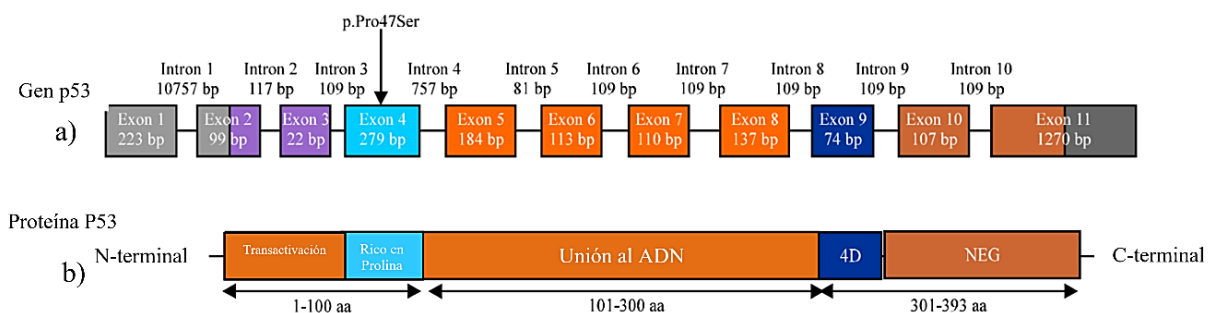 p.Pro47Ser
Intron 1 Intron 2 Intron 3 Intron 4 Intron 5 Intron 6 Intron 7 Intron 8 Intron 9 Intron 10
10757 bp 117 bp 109 bp 757 bp 81 bp 109 bp 109 bp 109 bp 109 bp 109 bp
Gen p53
a)
Exon 1 Exon 2 Exon 3 Exon 4 Exon 5 Exon 6 Exon 7 Exon 8 Exon 9 Exon 10 Exon 11
223 bp 99 bp 22 bp 279 bp 184 bp 113 bp 110 bp 137 bp 74 bp 107 bp 1270 bp
Proteína P53
N-terminal
b)
Transactivación
Rico en
Prolina
Unión al ADN
4D
NEG
C-terminal
1-100 aa 101-300 aa 301-393 aa